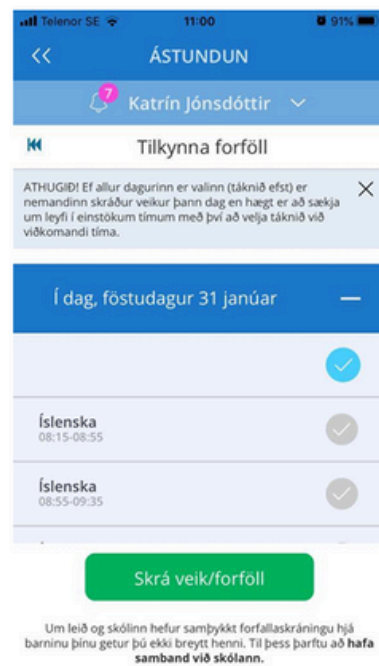 Telenor SE 11:00 91%
ÁSTUNDUN
7 Katrín Jónsdóttir
Tilkynna forföll
ATHUGIÐ! Ef allur dagurinn er valinn (táknið efst) er
nemandinn skráður veikur þann dag en hægt er að sækja
um leyfi í einstökum tímum með því að velja táknið við
viðkomandi tíma.
Í dag, föstudagur 31 janúar
Íslenska
08:15-08:55
Íslenska
08:55-09:35
Skrá veik/forföll
Um leið og skólinn hefur samþykkt forfallaskráningu hjá
barninu þínu getur þú ekki breytt henni. Til þess þarftu að hafa
samband við skólann.